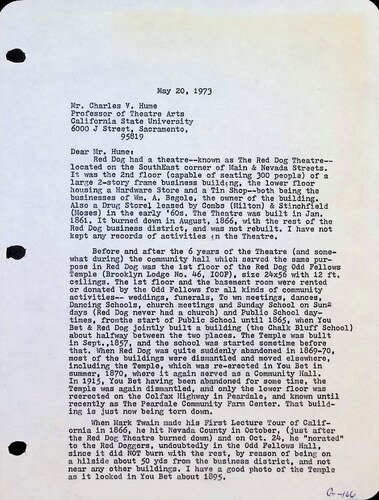 May 20, 1973
Mr. Charles V. Hume
Professor of Theatre Arts
California State University
6000 J Street, Sacramento,
95819
Dear Mr. Hume:
Red Dog had a theatre--known as The Red Dog Theatre--
located on the SouthEast corner of Main & Nevada Streets.
It was the 2nd floor (capable of seating 300 people) of a
large 2-story frame business building, the lower floor
housing a Hardware Store and a Tin Shop--both being the
businesses of Wm. A. Begole, the owner of the building.
Also a Drug Storel leased by Combs (Hilton) & Stinchfield
(Moses) in the early '60s. The Theatre was built in Jan.
1861. It burned down in August, 1866, with the rest of the
Red Dog business district, and was not rebuilt. I have not
kept any records of activities in the Theatre.
Before and after the 6 years of the Theatre (and some-
what during) the community hall which served the same pur-
pose in Red Dog was the 1st floor of the Red Dog Odd Fellows
Temple (Brooklyn Lodge No. 46, IOOF), size 24x56 with 12 ft.
ceilings. The 1st floor and the basement room were rented
or donated by the Odd Fellows for all kinds of community
activities-- weddings, funerals, To wn meetings, dances,
Dancing Schools, church meetings and Sunday School on Sun-
days (Red Dog never had a church) and Public School day-
times, fromthe start of Public School until 1865, when You
Bet & Red Dog jointly built a building (the Chalk Bluff School)
about halfway between the two places. The Temple was built
in Sept.,1857, and the school was started sometime before
that. When Red Dog was quite suddenly abandoned in 1869-70,
most of the buildings were dismantled and moved elsewhere,
including the Temple, which was re-erected in You Bet in
summer, 1870, where it again served as a Community Hall.
In 1915, You Bet having been abandoned for some time, the
Temple was again dismantled, and only the lower floor was
reerected on the Colfax Highway in Peardale, and known until
recently as the Peardale Community Farm Center. That build-
ing is just now being torn down.
When Mark Twain made his First Lecture Tour of Calif-
ornia in 1866, he hit Nevada County in October, (just after
the Red Dog Theatre burned down) and on Oct. 24, he "norated"
to the Red Doggers, undoubtedly in the Odd Fellows Hall,
since it did NOT burn with the rest, by reason of being on
a hillside about 50 yds from the business district, and not
near any other buildings. I have a good photo of the Temple
as it looked in You Bet about 1895.
G-166